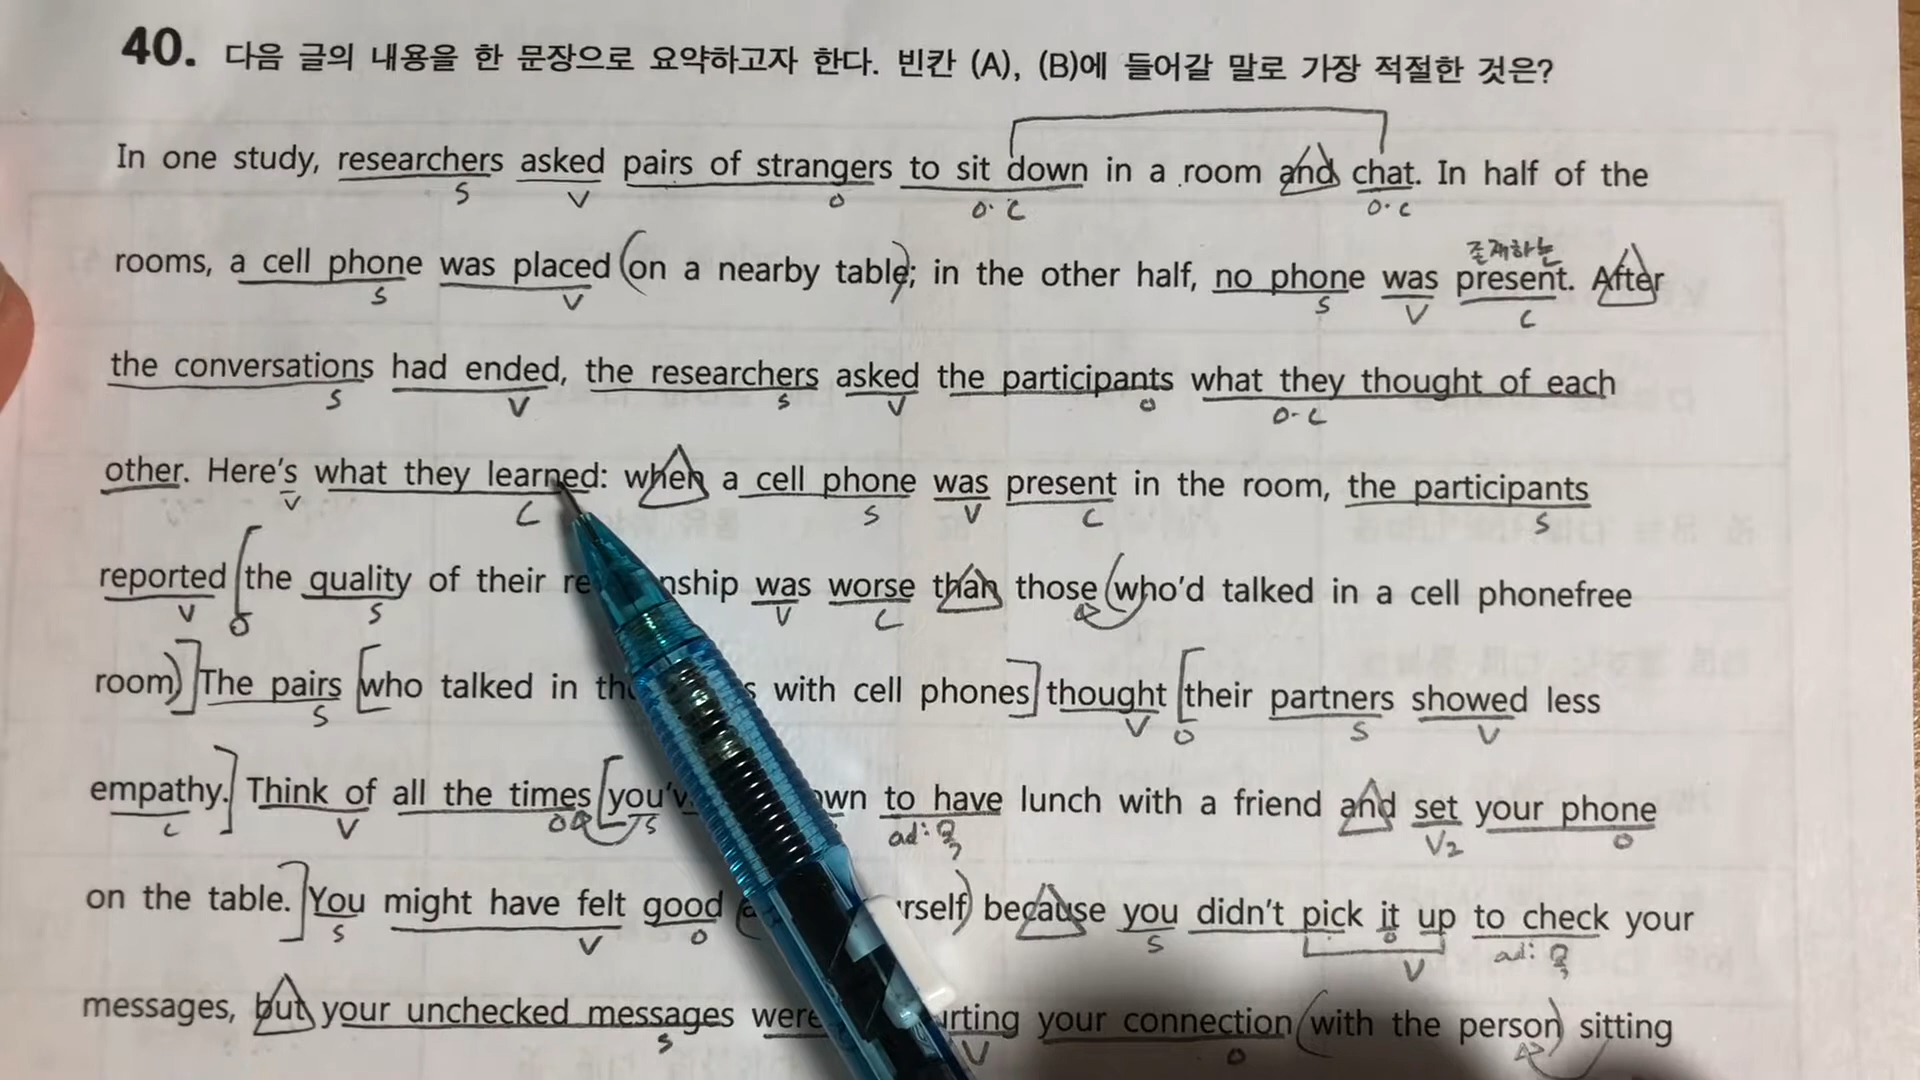 40. 다음 글의 내용을 한 문장으로 요약하고자 한다. 빈칸 (A), (B)에 들어갈 말로 가장 적절한 것은?
In one study, researchers asked pairs of strangers to sit down in a room and chat. In half of the
S V O O·C O·C
존재하는
rooms, a cell phone was placed on a nearby table; in the other half, no phone was present. After
S V S V C
the conversations had ended, the researchers asked the participants what they thought of each
S V S V O O·C
other. Here's what they learned: when a cell phone was present in the room, the participants
V C S V C S
reported the quality of their nship was worse than those who'd talked in a cell phonefree
V O S V C
room) The pairs who talked in with cell phones thought their partners showed less
S V O S V
empathy. Think of all the times to have lunch with a friend and set your phone
V O S ad: V2 O
on the table. You might have felt good because you didn't pick it up to check your
S V O S O V ad:
messages, but your unchecked messages were your connection with the person sitting
S V O